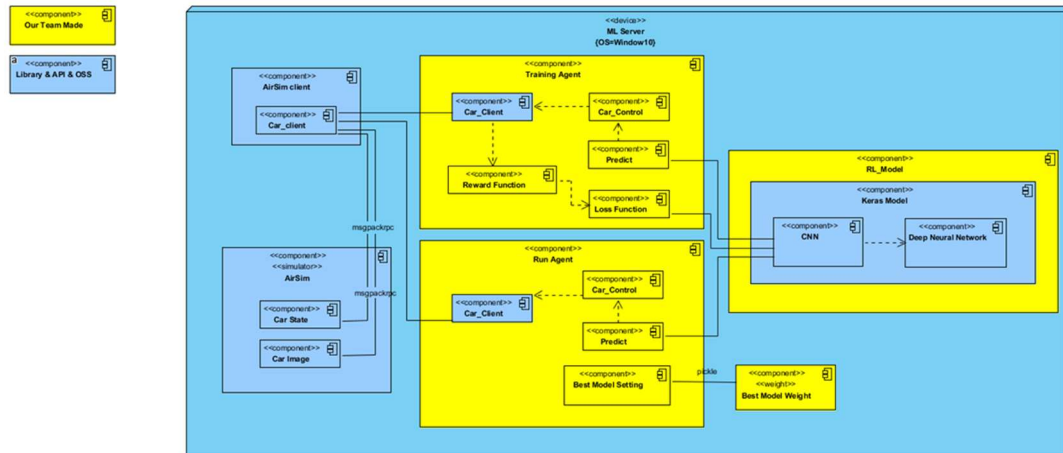 <<component>>
Our Team Made
a
<<component>>
Library & API & OSS
<<device>>
ML Server
{OS=Window10}
<<component>>
AirSim client
<<component>>
Car_client
msgpackrpc
<<component>>
<<simulator>>
AirSim
msgpackrpc
<<component>>
Car State
<<component>>
Car Image
<<component>>
Training Agent
<<component>>
Car_Client
<<component>>
Car_Control
<<component>>
Predict
<<component>>
Reward Function
<<component>>
Loss Function
<<component>>
Run Agent
<<component>>
Car_Control
<<component>>
Car_Client
<<component>>
Predict
<<component>>
Best Model Setting
pickle
<<component>>
<<weight>>
Best Model Weight
<<component>>
RL_Model
<<component>>
Keras Model
<<component>>
CNN
<<component>>
Deep Neural Network